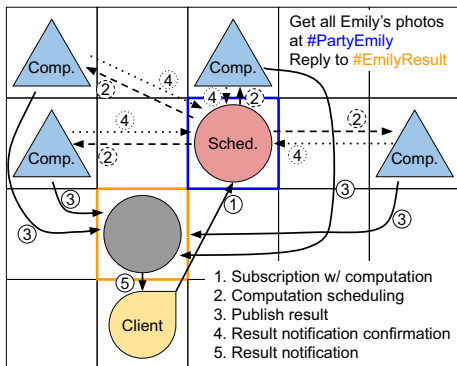 Get all Emily's photos
at #PartyEmily
Reply to #EmilyResult
Comp.
Comp.
4
4
2
4
2
Comp.
4
2
Sched.
2
4
Comp.
2
3
3
1
3
3
5
Client
1. Subscription w/ computation
2. Computation scheduling
3. Publish result
4. Result notification confirmation
5. Result notification